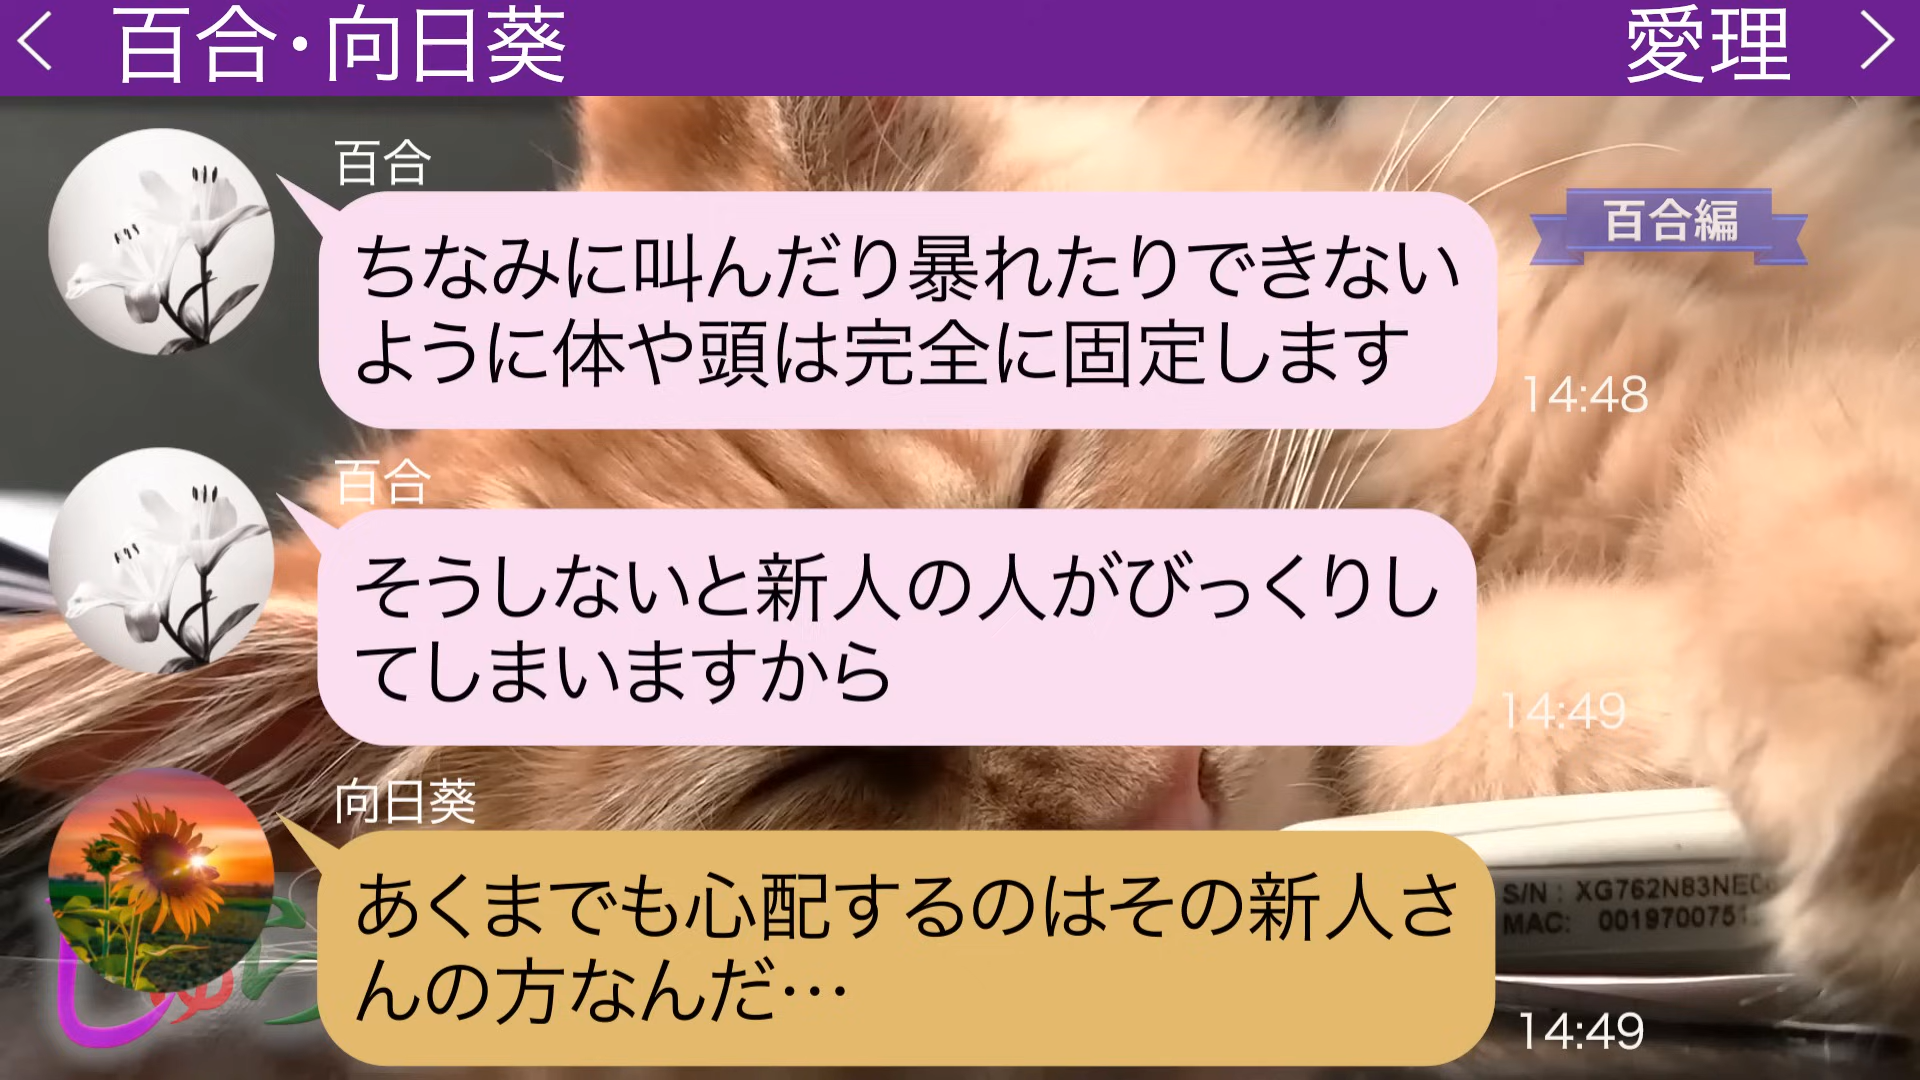 百合・向日葵
愛理
百合
百合編
ちなみに叫んだり暴れたりできない
ように体や頭は完全に固定します
14:48
百合
そうしないと新人の人がびっくりし
てしまいますから
14:49
向日葵
あくまでも心配するのはその新人さ
んの方なんだ…
S/N : XG762N83NE
MAC: 001970075
14:49